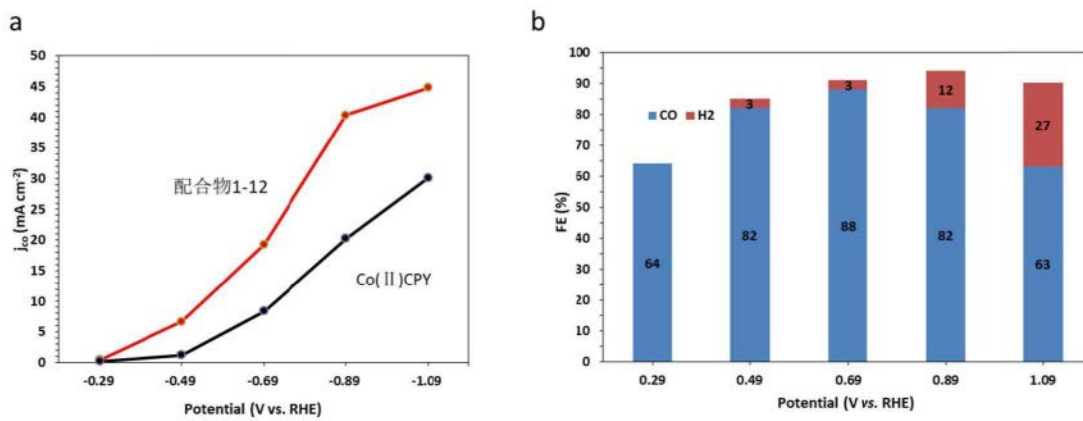 a
50
45
40
35
30
25
20
15
10
5
0
j_co (mA cm⁻²)
配合物1-12
Co(Ⅱ)CPY
-0.29 -0.49 -0.69 -0.89 -1.09
Potential (V vs. RHE)
b
100
90
80
70
60
50
40
30
20
10
0
FE (%)
CO H2
3 3 12 27
64 82 88 82 63
0.29 0.49 0.69 0.89 1.09
Potential (V vs. RHE)